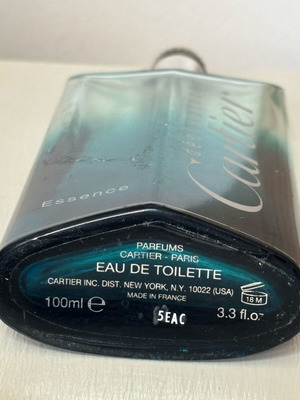 Cartier
Essence
PARFUMS
CARTIER - PARIS
EAU DE TOILETTE
CARTIER INC. DIST. NEW YORK, N.Y. 10022 (USA)
100ml e MADE IN FRANCE 18 M
5EAC 3.3 fl.o